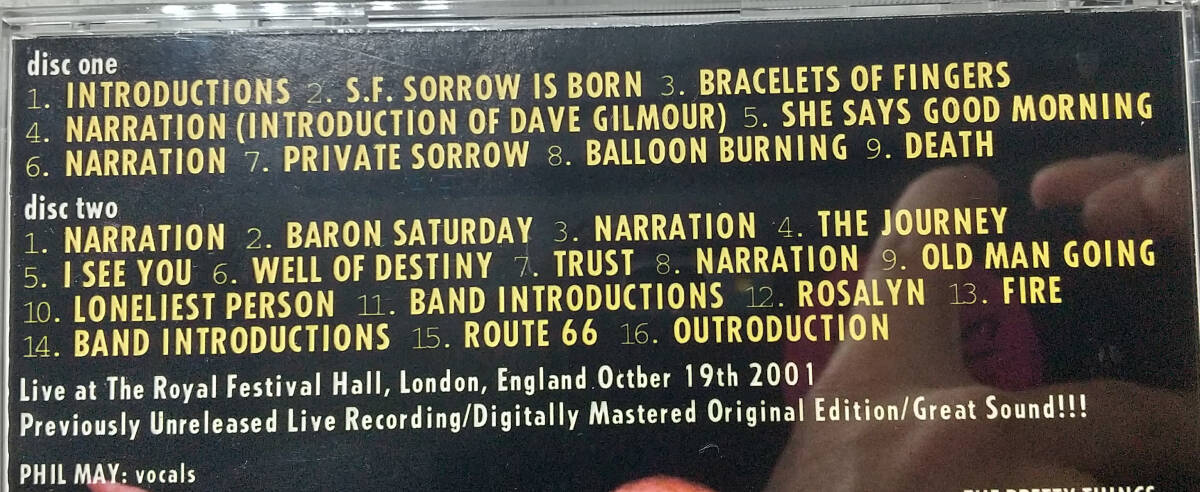 disc one
1. INTRODUCTIONS 2. S.F. SORROW IS BORN 3. BRACELETS OF FINGERS
4. NARRATION (INTRODUCTION OF DAVE GILMOUR) 5. SHE SAYS GOOD MORNING
6. NARRATION 7. PRIVATE SORROW 8. BALLOON BURNING 9. DEATH
disc two
1. NARRATION 2. BARON SATURDAY 3. NARRATION 4. THE JOURNEY
5. I SEE YOU 6. WELL OF DESTINY 7. TRUST 8. NARRATION 9. OLD MAN GOING
10. LONELIEST PERSON 11. BAND INTRODUCTIONS 12. ROSALYN 13. FIRE
14. BAND INTRODUCTIONS 15. ROUTE 66 16. OUTRODUCTION
Live at The Royal Festival Hall, London, England Octber 19th 2001
Previously Unreleased Live Recording/Digitally Mastered Original Edition/Great Sound!!!
PHIL MAY: vocals
THE PRETTY THINGS